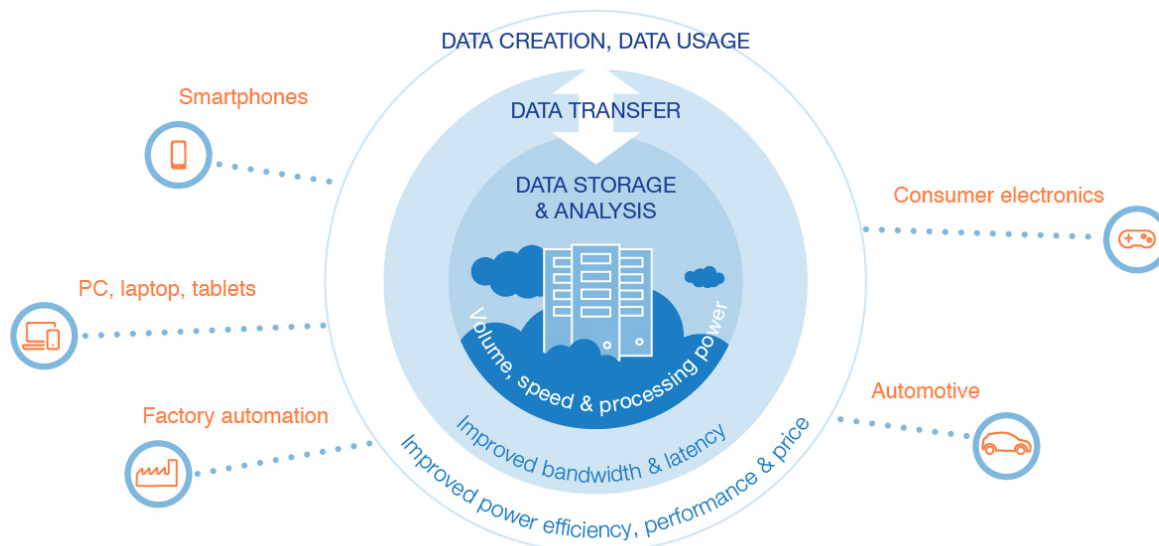 DATA CREATION, DATA USAGE
Smartphones
DATA TRANSFER
DATA STORAGE
& ANALYSIS
Consumer electronics
PC, laptop, tablets
Volume, speed & processing power
Automotive
Factory automation
Improved bandwidth & latency
Improved power efficiency, performance & price